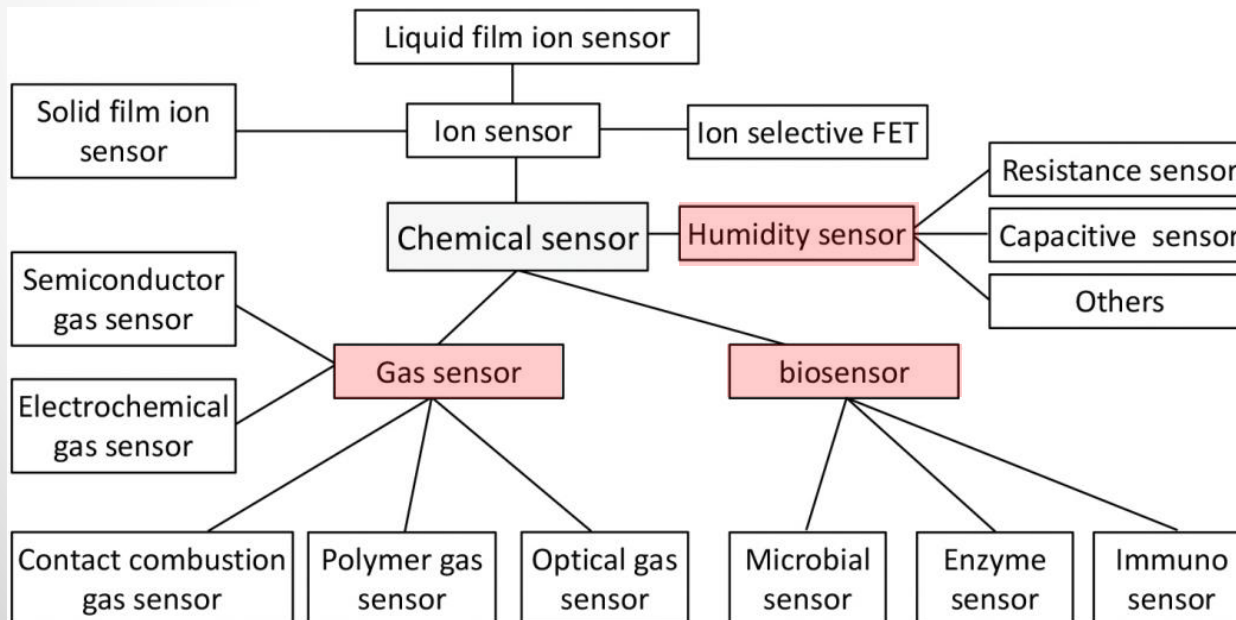 Liquid film ion sensor
Solid film ion
sensor
Ion sensor
Ion selective FET
Resistance sensor
Chemical sensor
Humidity sensor
Capacitive sensor
Others
Semiconductor
gas sensor
Gas sensor
biosensor
Electrochemical
gas sensor
Contact combustion
gas sensor
Polymer gas
sensor
Optical gas
sensor
Microbial
sensor
Enzyme
sensor
Immuno
sensor